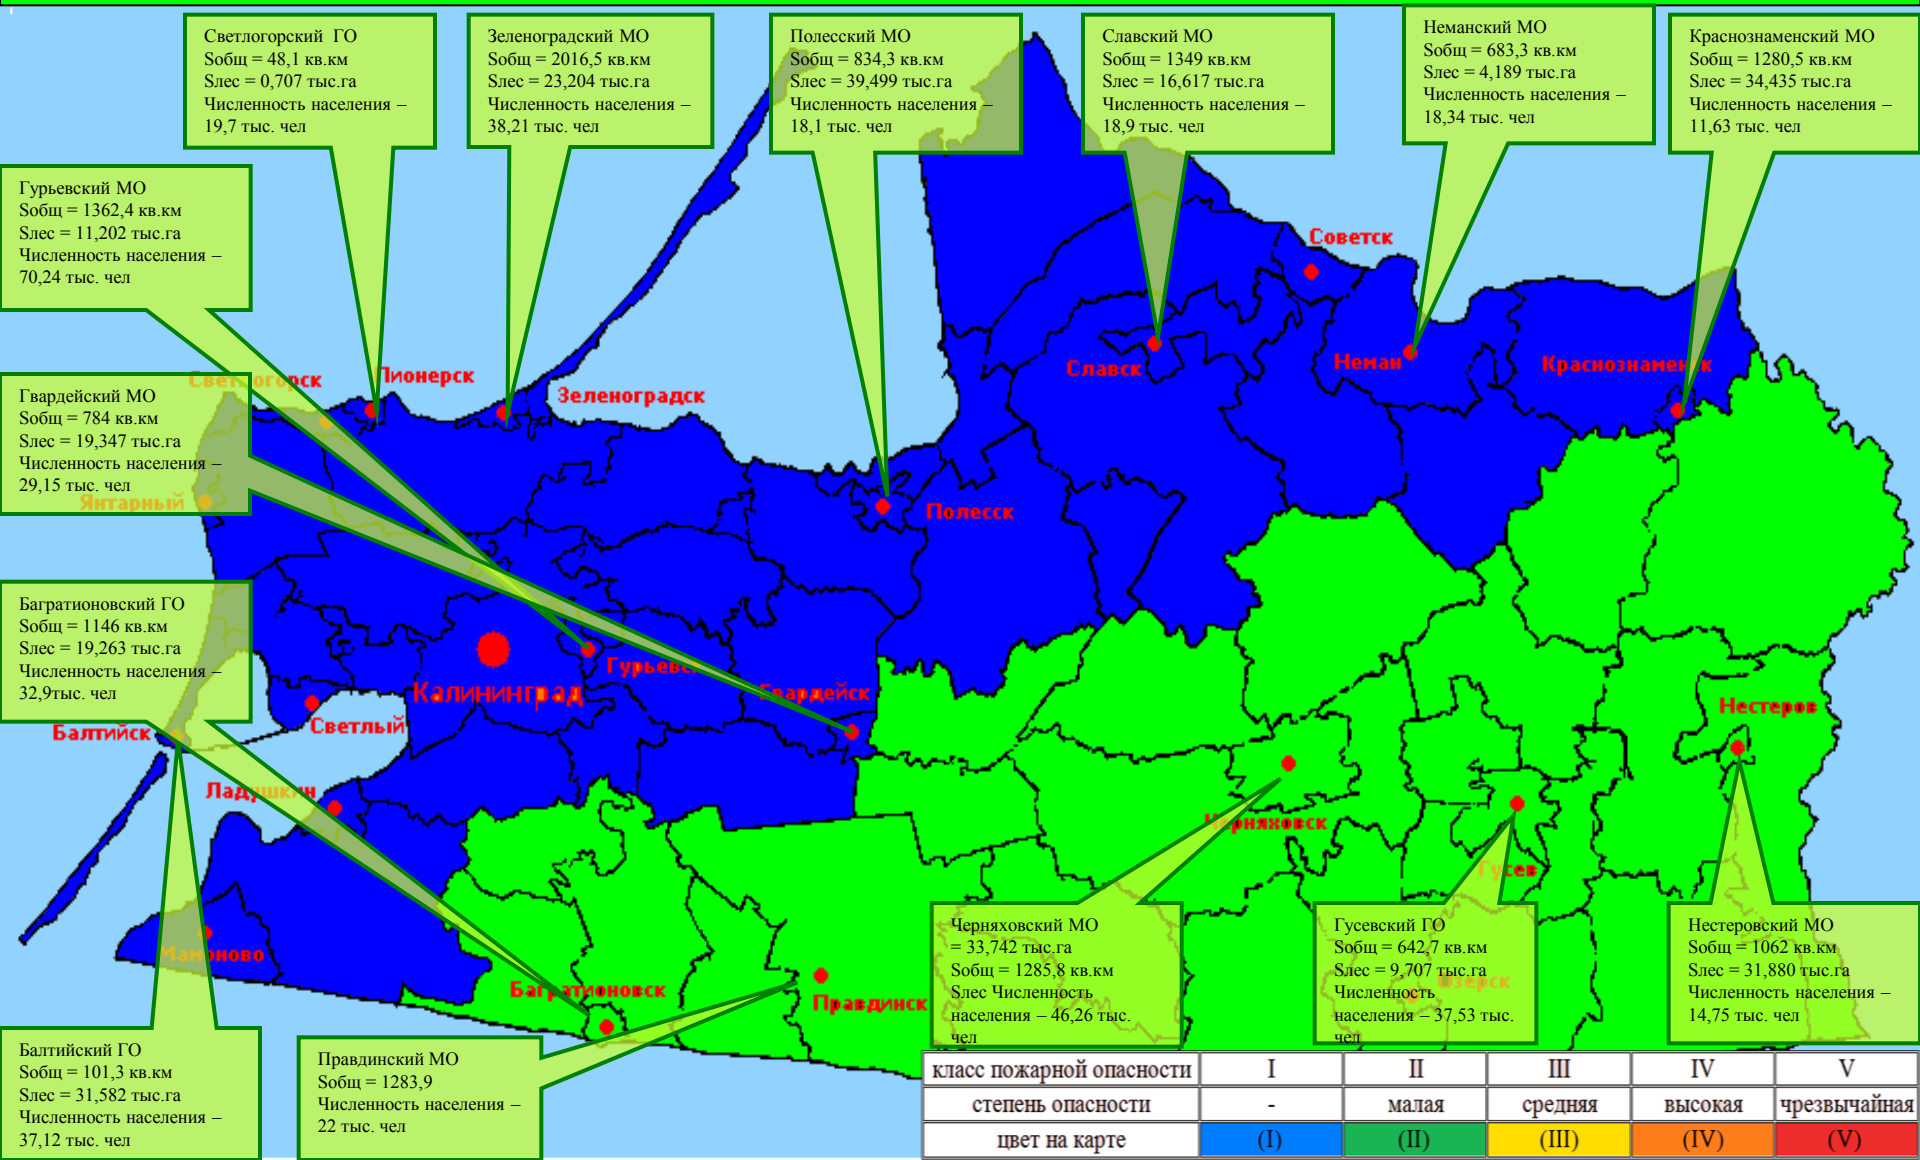 Светлогорский ГО
Sобщ = 48,1 кв.км
Sлес = 0,707 тыс.га
Численность населения –
19,7 тыс. чел
Зеленоградский МО
Sобщ = 2016,5 кв.км
Sлес = 23,204 тыс.га
Численность населения –
38,21 тыс. чел
Полесский МО
Sобщ = 834,3 кв.км
Sлес = 39,499 тыс.га
Численность населения –
18,1 тыс. чел
Славский МО
Sобщ = 1349 кв.км
Sлес = 16,617 тыс.га
Численность населения –
18,9 тыс. чел
Неманский МО
Sобщ = 683,3 кв.км
Sлес = 4,189 тыс.га
Численность населения –
18,34 тыс. чел
Краснознаменский МО
Sобщ = 1280,5 кв.км
Sлес = 34,435 тыс.га
Численность населения –
11,63 тыс. чел
Гурьевский МО
Sобщ = 1362,4 кв.км
Sлес = 11,202 тыс.га
Численность населения –
70,24 тыс. чел
Гвардейский МО
Sобщ = 784 кв.км
Sлес = 19,347 тыс.га
Численность населения –
29,15 тыс. чел
Багратионовский ГО
Sобщ = 1146 кв.км
Sлес = 19,263 тыс.га
Численность населения –
32,9тыс. чел
Балтийский ГО
Sобщ = 101,3 кв.км
Sлес = 31,582 тыс.га
Численность населения –
37,12 тыс. чел
Правдинский МО
Sобщ = 1283,9
Численность населения –
22 тыс. чел
Черняховский МО
= 33,742 тыс.га
Sобщ = 1285,8 кв.км
Sлес Численность
населения – 46,26 тыс.
чел
Гусевский ГО
Sобщ = 642,7 кв.км
Sлес = 9,707 тыс.га
Численность
населения – 37,53 тыс.
чел
Нестеровский МО
Sобщ = 1062 кв.км
Sлес = 31,880 тыс.га
Численность населения –
14,75 тыс. чел
Советск
Славск
Неман
Краснознаменск
Светлогорск
Пионерск
Зеленоградск
Янтарный
Полесск
Гурьевск
Калининград
Гвардейск
Светлый
Балтийск
Ладушкин
Мамоново
Багратионовск
Правдинск
Черняховск
Гусев
Озерск
Нестеров
класс пожарной опасности I II III IV V
степень опасности - малая средняя высокая чрезвычайная
цвет на карте (I) (II) (III) (IV) (V)